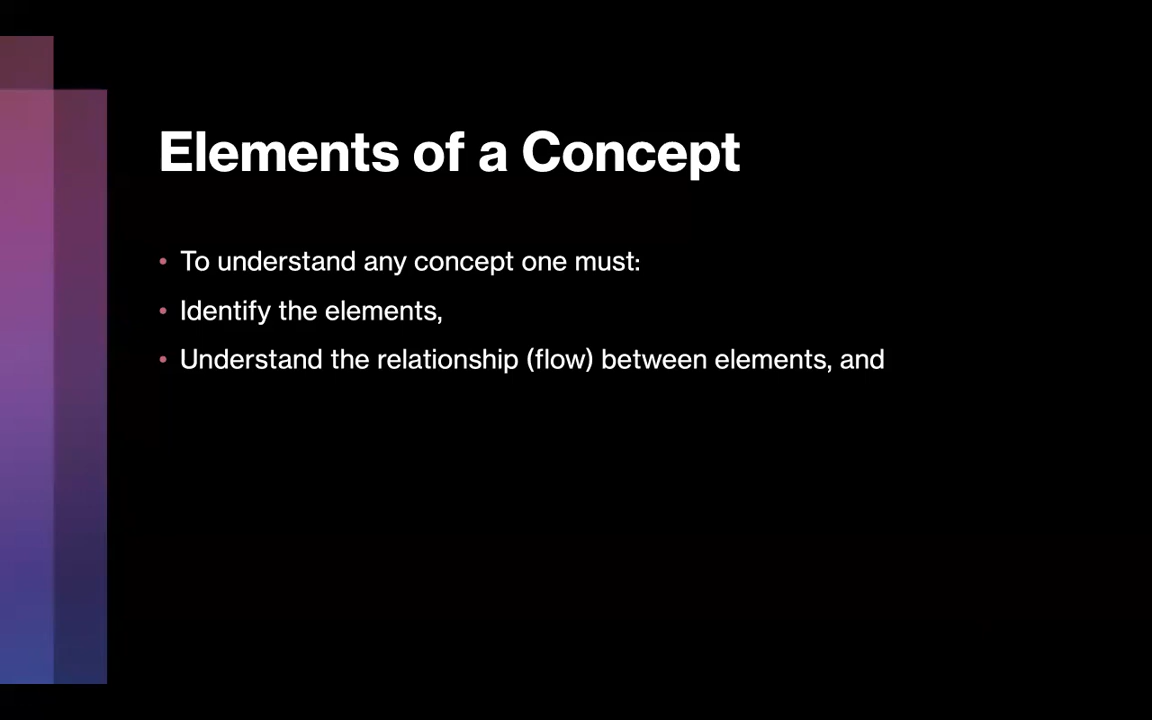 Elements of a Concept
• To understand any concept one must:
• Identify the elements,
• Understand the relationship (flow) between elements, and